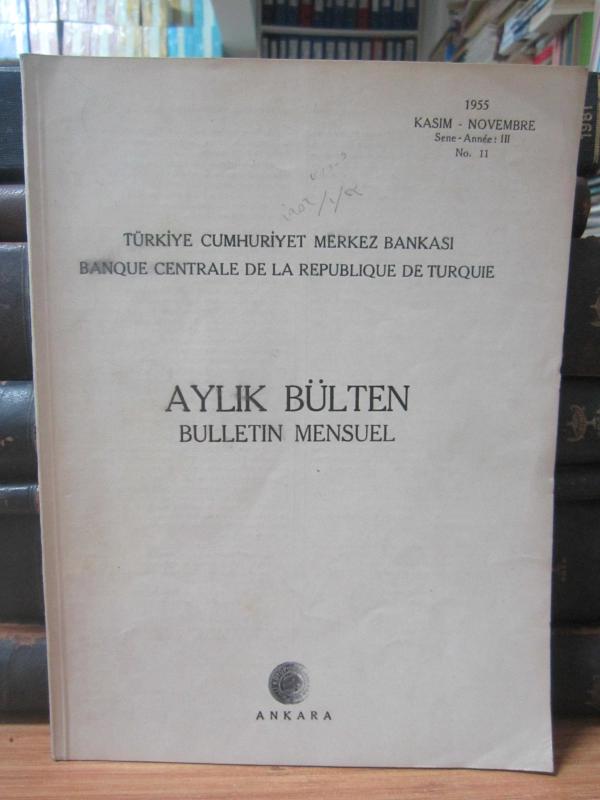 1955
KASIM - NOVEMBRE
Sene - Année : III
No. 11
TÜRKİYE CUMHURİYET MERKEZ BANKASI
BANQUE CENTRALE DE LA REPUBLIQUE DE TURQUIE
AYLIK BÜLTEN
BULLETIN MENSUEL
ANKARA
1981